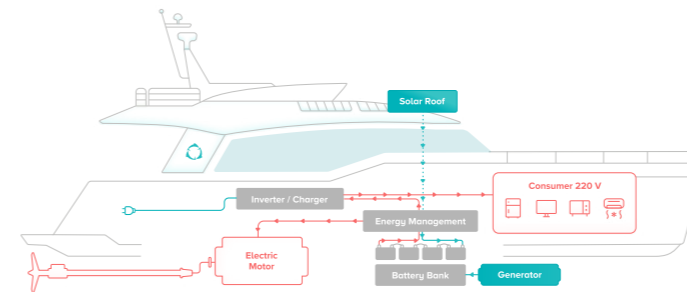 Solar Roof
Consumer 220 V
Inverter / Charger
Energy Management
Electric
Motor
Battery Bank
Generator